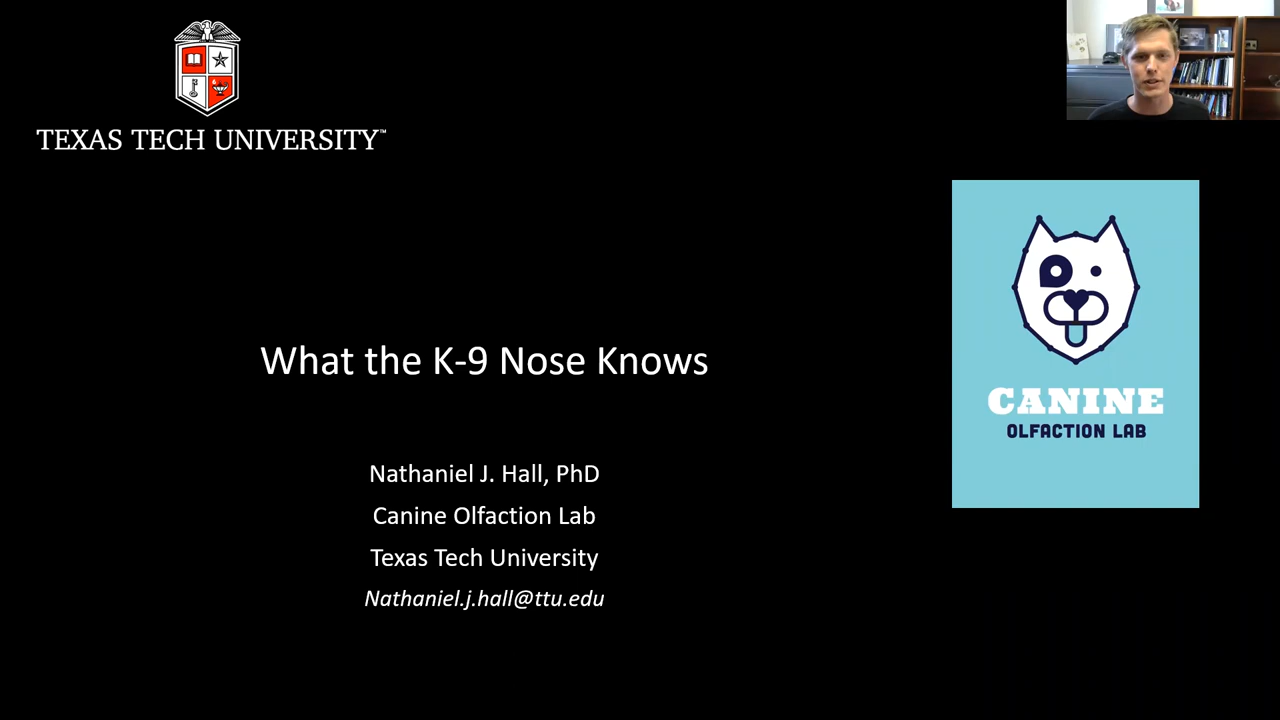 TEXAS TECH UNIVERSITY™
What the K-9 Nose Knows
Nathaniel J. Hall, PhD
Canine Olfaction Lab
Texas Tech University
Nathaniel.j.hall@ttu.edu
CANINE
OLFACTION LAB